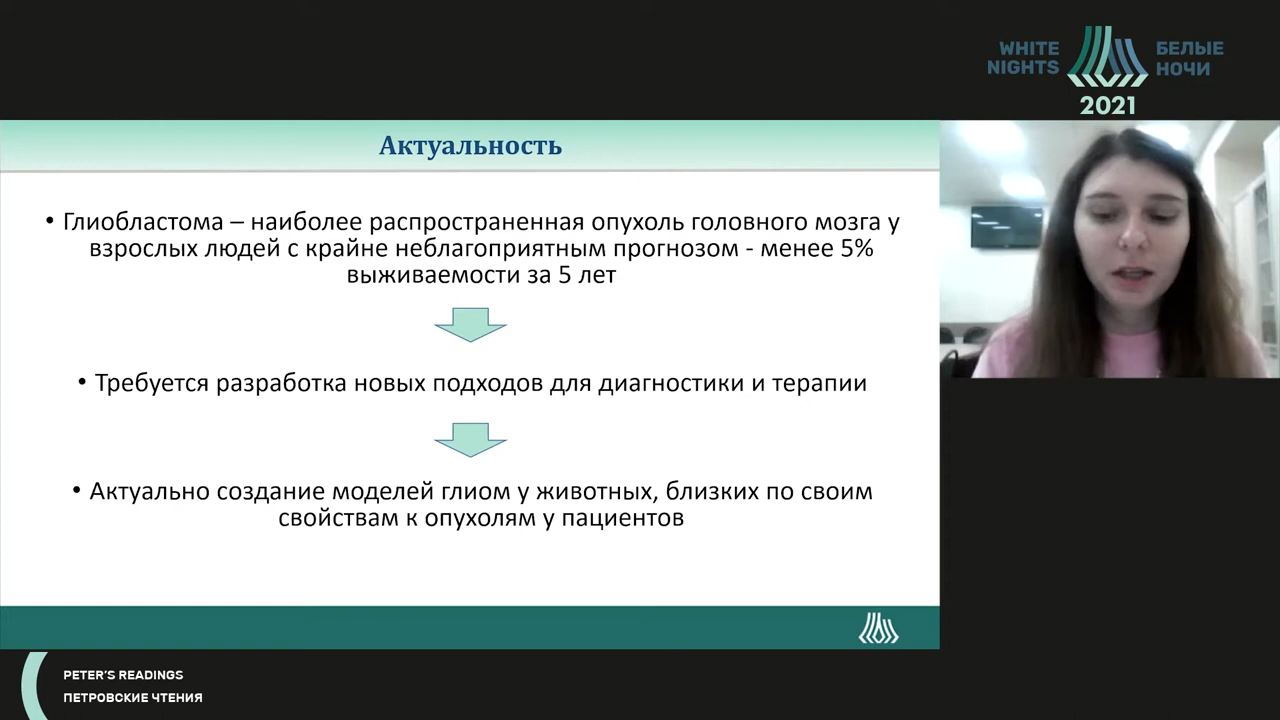 WHITE
NIGHTS
БЕЛЫЕ
НОЧИ
2021
Актуальность
• Глиобластома – наиболее распространенная опухоль головного мозга у
взрослых людей с крайне неблагоприятным прогнозом - менее 5%
выживаемости за 5 лет
• Требуется разработка новых подходов для диагностики и терапии
• Актуально создание моделей глиом у животных, близких по своим
свойствам к опухолям у пациентов
PETER'S READINGS
ПЕТРОВСКИЕ ЧТЕНИЯ